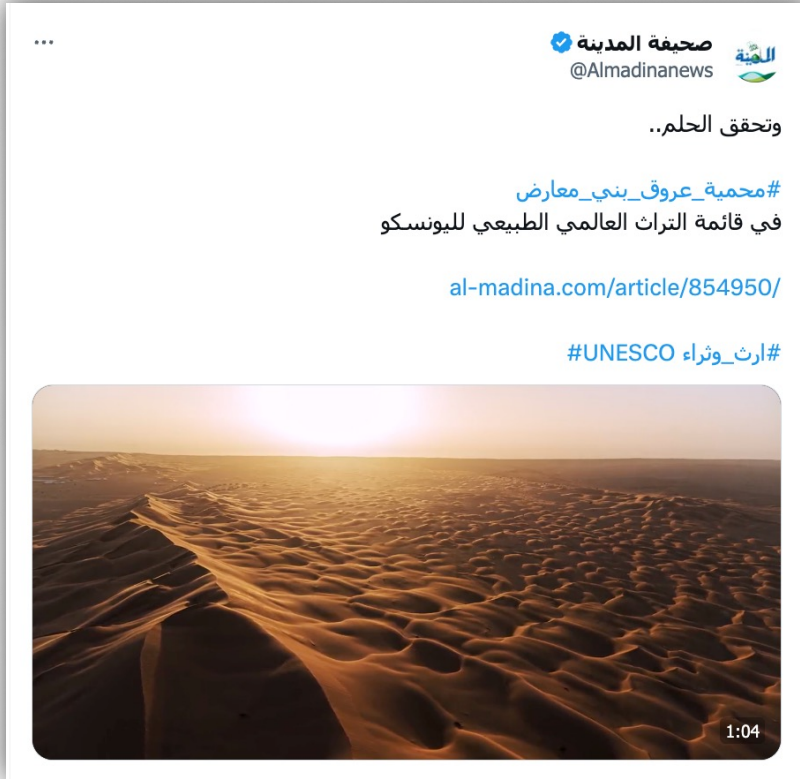 صحيفة المدينة
@Almadinanews
المدينة
وتحقق الحلم..
#محمية_عروق_بني_معارض
في قائمة التراث العالمي الطبيعي لليونسكو
al-madina.com/article/854950/
#ارث_وثراء #UNESCO
1:04